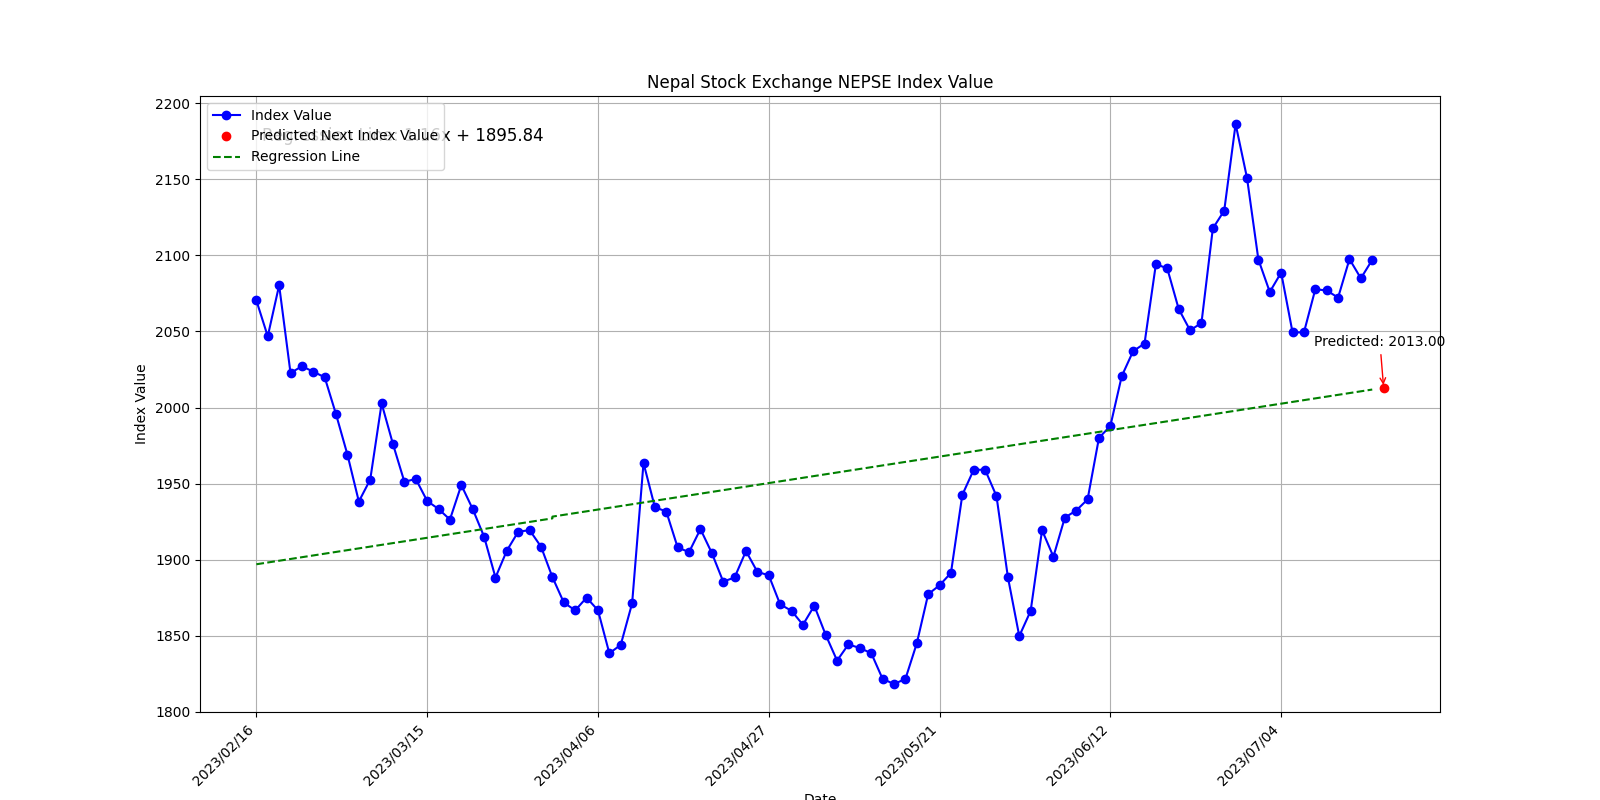 Nepal Stock Exchange NEPSE Index Value
2200
2150
2100
2050
2000
1950
1900
1850
1800
Index Value
Index Value
Predicted Next Linex Value x + 1895.84
Regression Line
Predicted: 2013.00
2023/02/16
2023/03/15
2023/04/06
2023/04/27
2023/05/21
2023/06/12
2023/07/04
Date